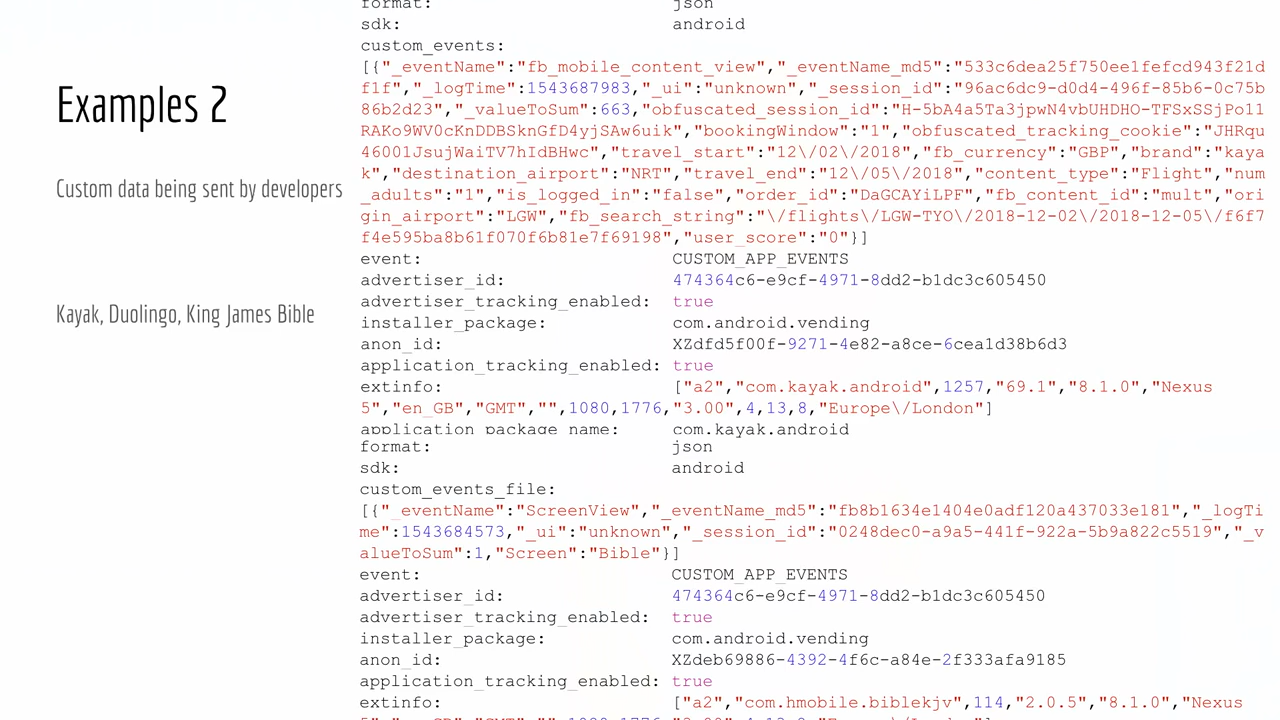 Examples 2
Custom data being sent by developers
Kayak, Duolingo, King James Bible
format: json
sdk: android
custom_events:
[{"_eventName":"fb_mobile_content_view","_eventName_md5":"533c6dea25f750ee1fefcd943f21d
f1f","_logTime":1543687983,"_ui":"unknown","_session_id":"96ac6dc9-d0d4-496f-85b6-0c75b
86b2d23","_valueToSum":663,"obfuscated_session_id":"H-5bA4a5Ta3jpwN4vbUHDHO-TFSxSSjPo11
RAKo9WV0cKnDDBSknGfD4yjSAw6uik","bookingWindow":"1","obfuscated_tracking_cookie":"JHRqu
46001JsujWaiTV7hIdBHwc","travel_start":"12\/02\/2018","fb_currency":"GBP","brand":"kaya
k","destination_airport":"NRT","travel_end":"12\/05\/2018","content_type":"Flight","num
_adults":"1","is_logged_in":"false","order_id":"DaGCAYiLPF","fb_content_id":"mult","ori
gin_airport":"LGW","fb_search_string":"\/flights\/LGW-TYO\/2018-12-02\/2018-12-05\/f6f7
f4e595ba8b61f070f6b81e7f69198","user_score":"0"}]
event: CUSTOM_APP_EVENTS
advertiser_id: 474364c6-e9cf-4971-8dd2-b1dc3c605450
advertiser_tracking_enabled: true
installer_package: com.android.vending
anon_id: XZdfd5f00f-9271-4e82-a8ce-6cea1d38b6d3
application_tracking_enabled: true
extinfo: ["a2","com.kayak.android",1257,"69.1","8.1.0","Nexus
5","en_GB","GMT","",1080,1776,"3.00",4,13,8,"Europe\/London"]
application_package_name: com.kayak.android
format: json
sdk: android
custom_events_file:
[{"_eventName":"ScreenView","_eventName_md5":"fb8b1634e1404e0adf120a437033e181","_logTi
me":1543684573,"_ui":"unknown","_session_id":"0248dec0-a9a5-441f-922a-5b9a822c5519","_v
alueToSum":1,"Screen":"Bible"}]
event: CUSTOM_APP_EVENTS
advertiser_id: 474364c6-e9cf-4971-8dd2-b1dc3c605450
advertiser_tracking_enabled: true
installer_package: com.android.vending
anon_id: XZdeb69886-4392-4f6c-a84e-2f333afa9185
application_tracking_enabled: true
extinfo: ["a2","com.hmobile.biblekjv",114,"2.0.5","8.1.0","Nexus